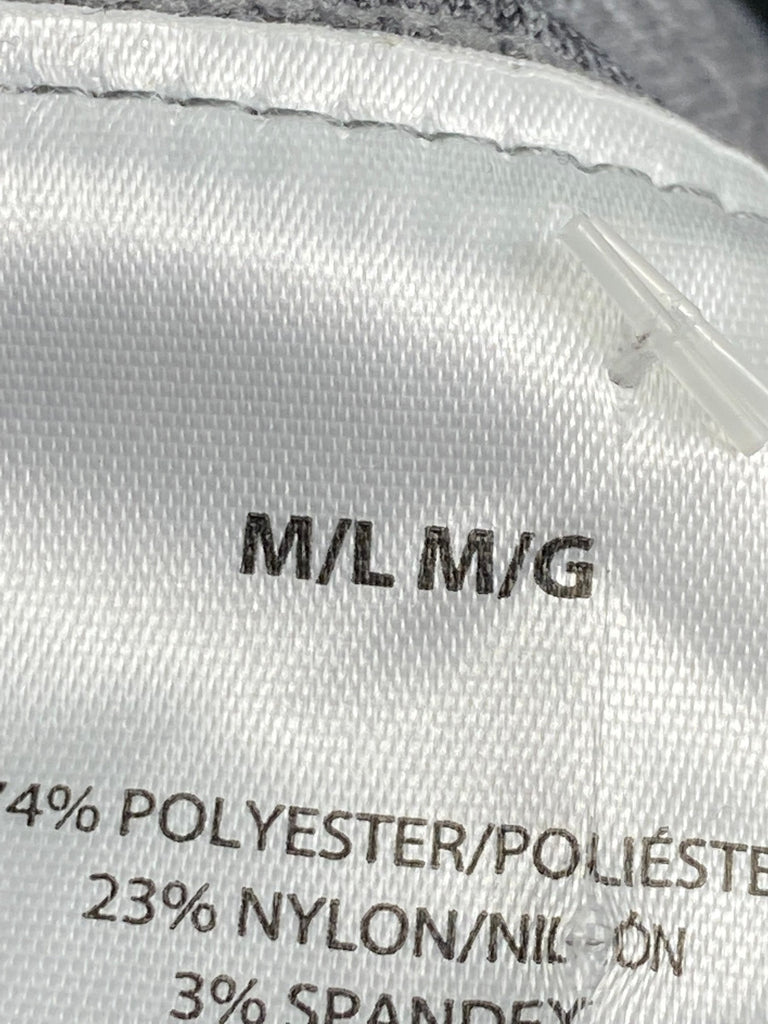 M/L M/G
74% POLYESTER/POLIÉSTE
23% NYLON/NILÓN
3% SPANDEX